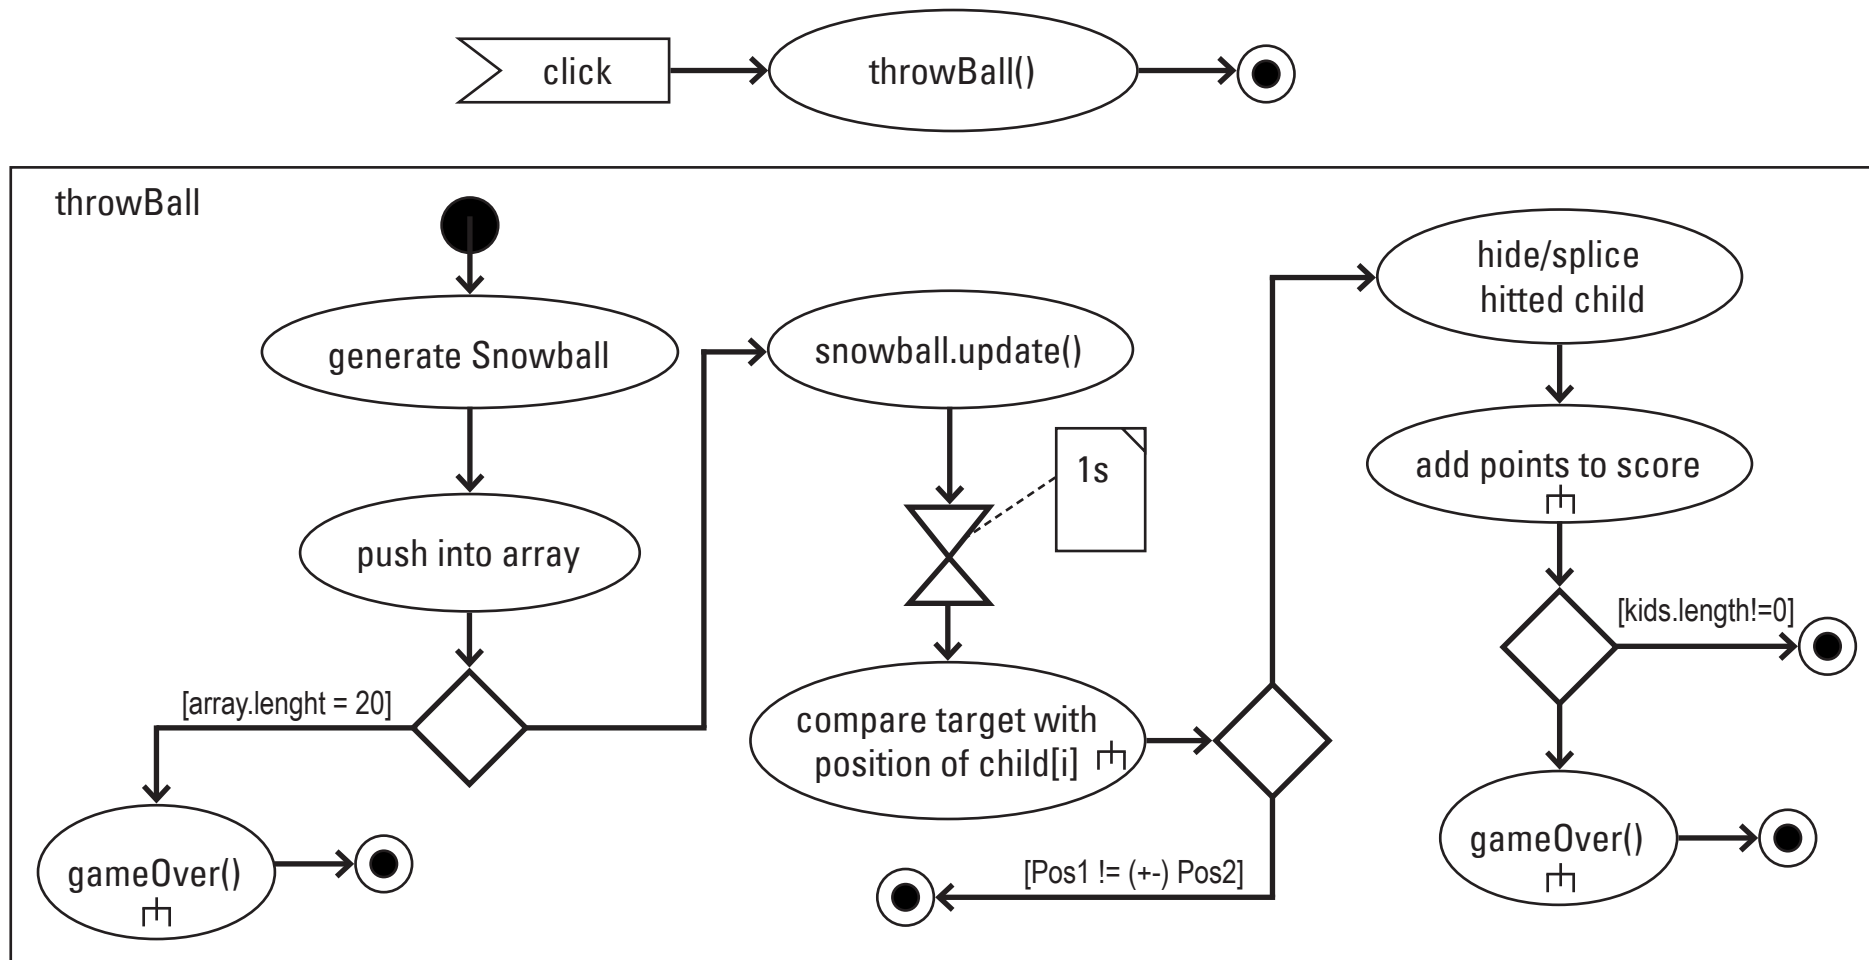 click
throwBall()
throwBall
generate Snowball
push into array
[array.lenght = 20]
gameOver()
snowball.update()
1s
compare target with
position of child[i]
[Pos1 != (+-) Pos2]
hide/splice
hitted child
add points to score
[kids.length!=0]
gameOver()